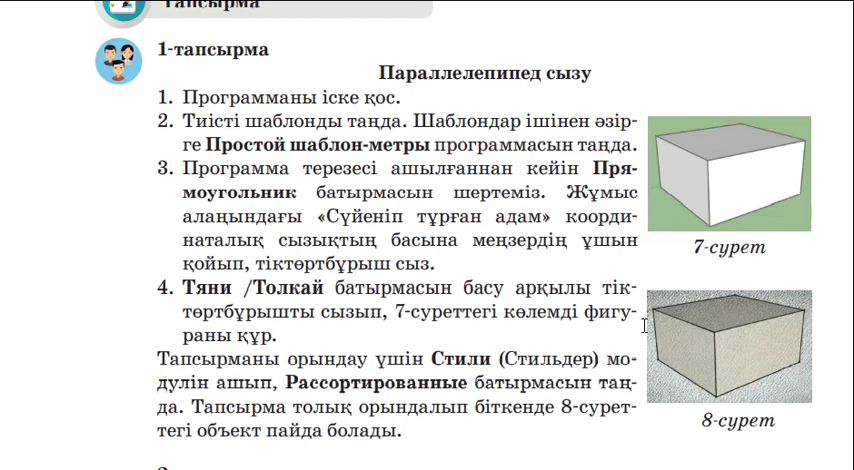 Тапсырма
1-тапсырма
Параллелепипед сызу
1. Программаны іске қос.
2. Тиісті шаблонды таңда. Шаблондар ішінен әзір-
ге Простой шаблон-метры программасын таңда.
3. Программа терезесі ашылғаннан кейін Пря-
моугольник батырмасын шертеміз. Жұмыс
алаңындағы «Сүйеніп тұрған адам» коорди-
наталық сызықтың басына меңзердің ұшын
қойып, тіктөртбұрыш сыз.
7-сурет
4. Тяни /Толкай батырмасын басу арқылы тік-
төртбұрышты сызып, 7-суреттегі көлемді фигу-
раны құр.
Тапсырманы орындау үшін Стили (Стильдер) мо-
дулін ашып, Рассортированные батырмасын таң-
да. Тапсырма толық орындалып біткенде 8-сурет-
тегі объект пайда болады.
8-сурет